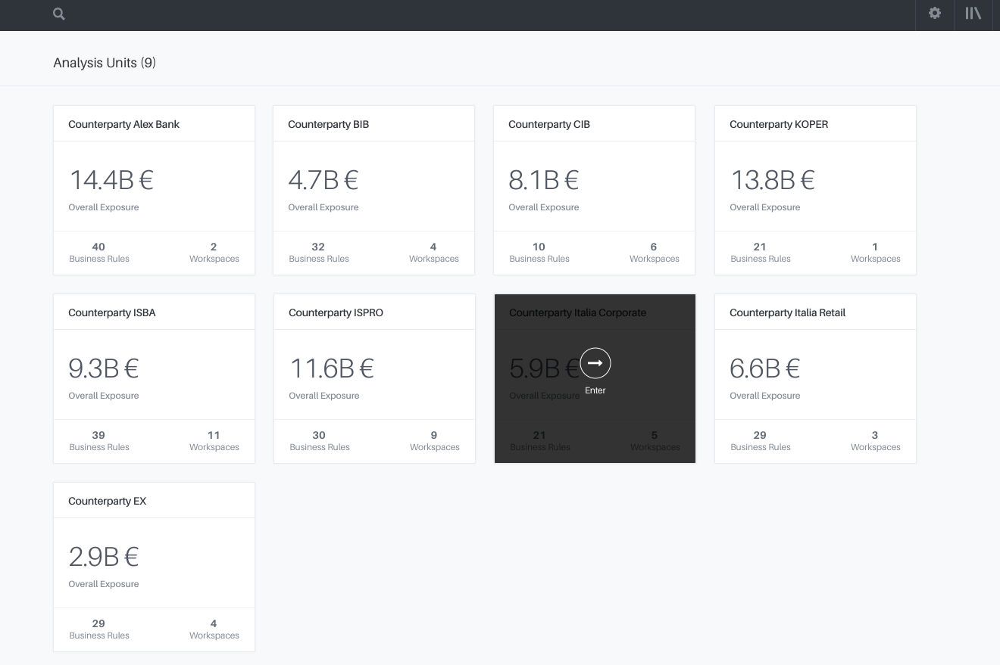 Analysis Units (9)
Counterparty Alex Bank
14.4B €
Overall Exposure
40
Business Rules
2
Workspaces
Counterparty BIB
4.7B €
Overall Exposure
32
Business Rules
4
Workspaces
Counterparty CIB
8.1B €
Overall Exposure
10
Business Rules
6
Workspaces
Counterparty KOPER
13.8B €
Overall Exposure
21
Business Rules
1
Workspaces
Counterparty ISBA
9.3B €
Overall Exposure
39
Business Rules
11
Workspaces
Counterparty ISPRO
11.6B €
Overall Exposure
30
Business Rules
9
Workspaces
Counterparty Italia Corporate
5.9B €
Overall Exposure
Enter
21
Business Rules
5
Workspaces
Counterparty Italia Retail
6.6B €
Overall Exposure
29
Business Rules
3
Workspaces
Counterparty EX
2.9B €
Overall Exposure
29
Business Rules
4
Workspaces